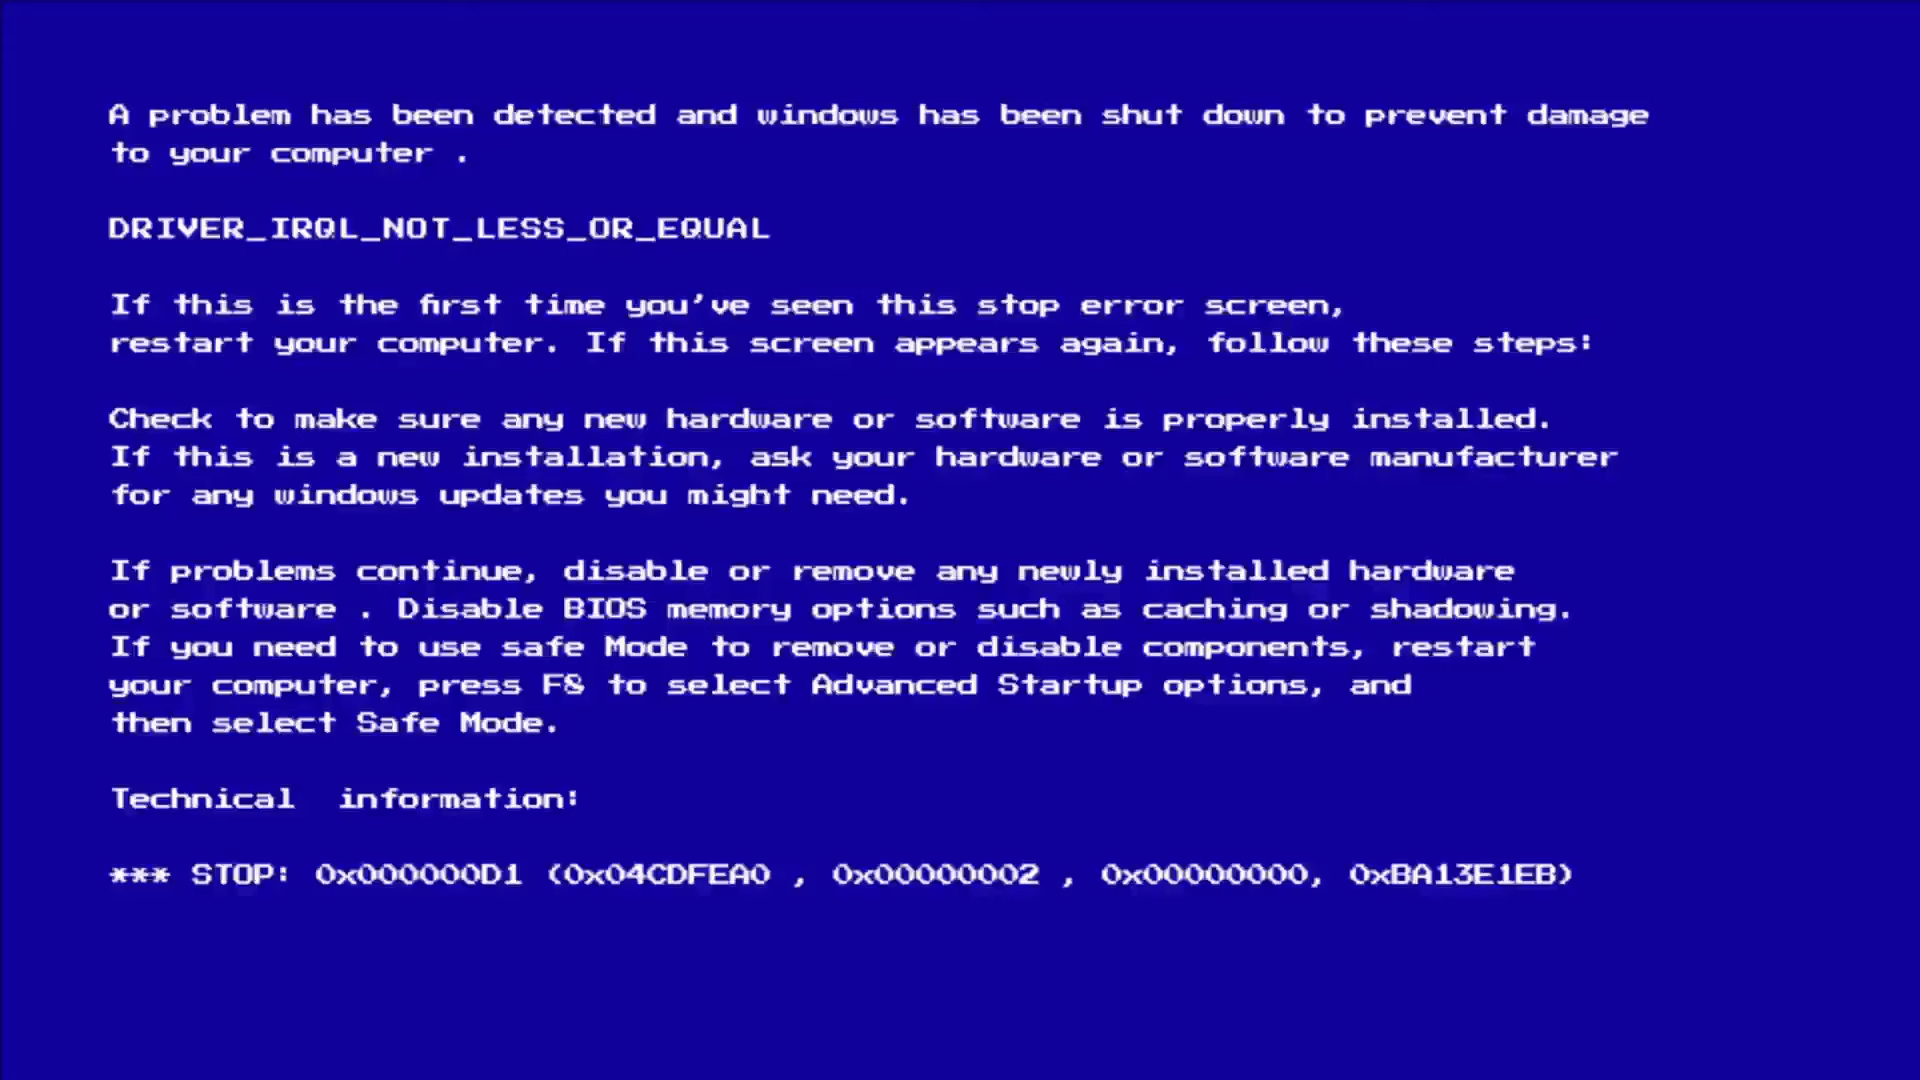 A problem has been detected and windows has been shut down to prevent damage
to your computer .
DRIVER_IRQL_NOT_LESS_OR_EQUAL
If this is the first time you've seen this stop error screen,
restart your computer. If this screen appears again, follow these steps:
Check to make sure any new hardware or software is properly installed.
If this is a new installation, ask your hardware or software manufacturer
for any windows updates you might need.
If problems continue, disable or remove any newly installed hardware
or software . Disable BIOS memory options such as caching or shadowing.
If you need to use safe Mode to remove or disable components, restart
your computer, press F8 to select Advanced Startup options, and
then select Safe Mode.
Technical  information:
*** STOP: 0x000000D1 (0x04CDFEA0 , 0x00000002 , 0x00000000, 0xBA13E1EB)